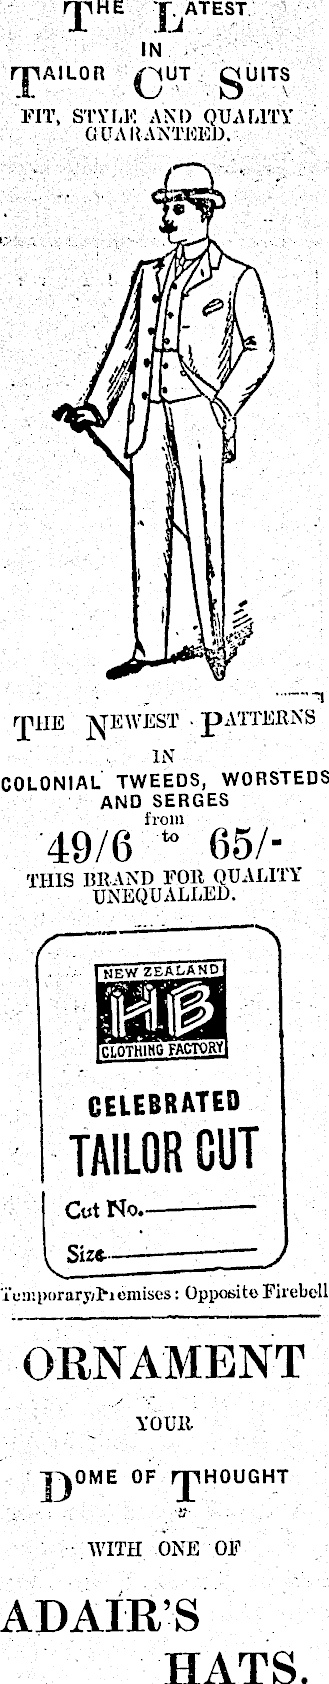 THE LATEST
IN
TAILOR CUT SUITS
FIT, STYLE AND QUALITY
GUARANTEED.
THE NEWEST PATTERNS
IN
COLONIAL TWEEDS, WORSTEDS
AND SERGES
from
49/6 to 65/-
THIS BRAND FOR QUALITY
UNEQUALLED.
NEW ZEALAND
HB
CLOTHING FACTORY
CELEBRATED
TAILOR CUT
Cut No.
Size
Temporary Premises: Opposite Firebell
ORNAMENT
YOUR
DOME OF THOUGHT
WITH ONE OF
ADAIR'S
HATS.